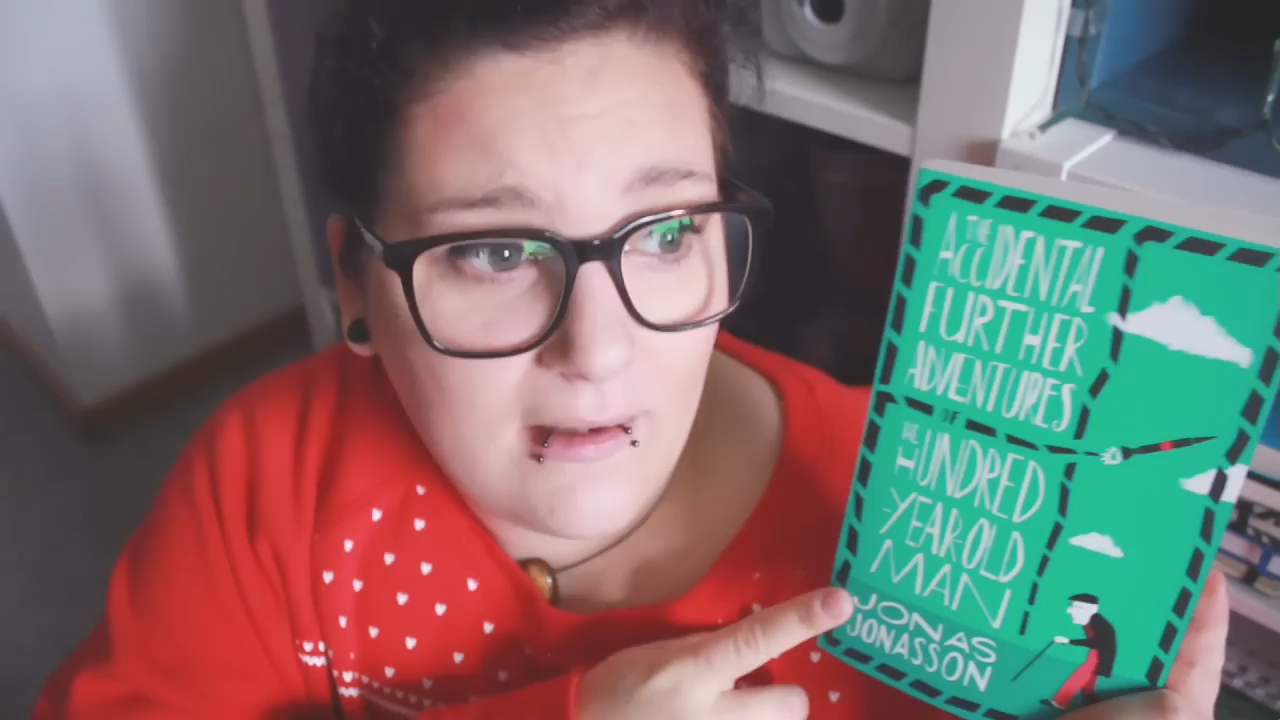 THE
ACCIDENTAL
FURTHER
ADVENTURES
OF
THE
HUNDRED
-YEAR-OLD
MAN
JONAS
JONASSON